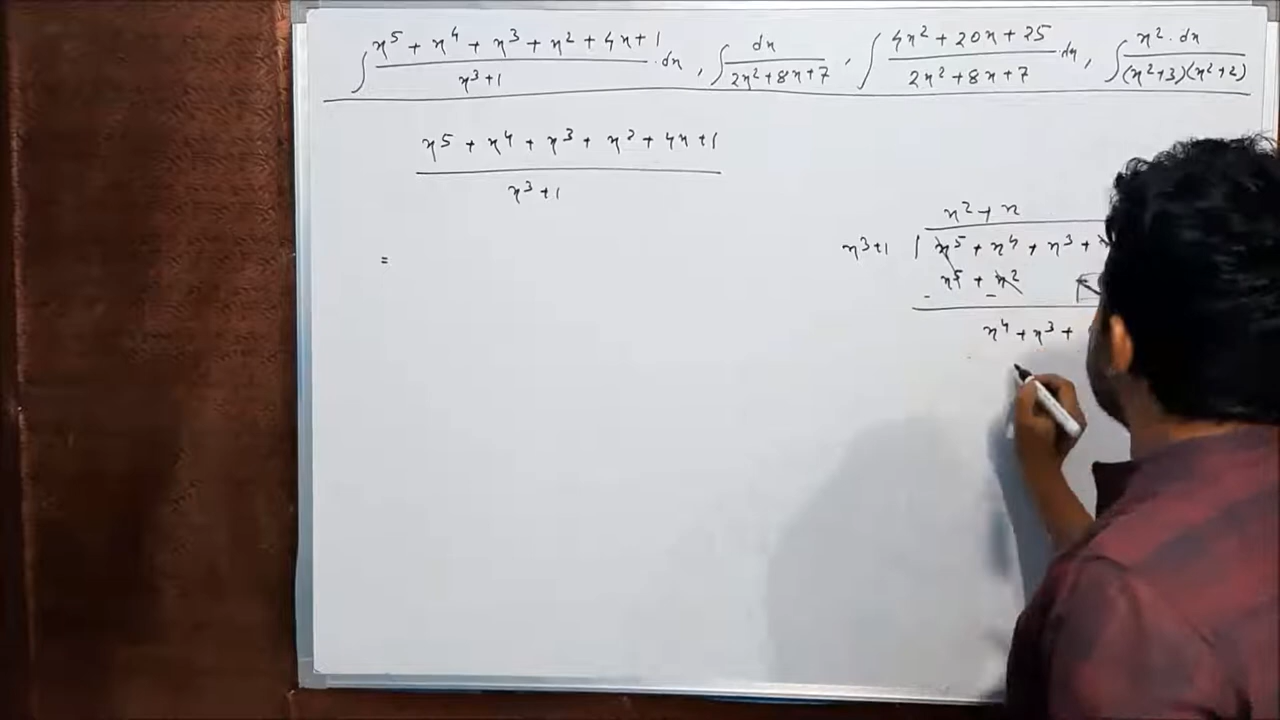 ∫ x⁵ + x⁴ + x³ + x² + 4x + 1 / x³ + 1 · dx , ∫ dx / 2x² + 8x + 7 , ∫ 4x² + 20x + 25 / 2x² + 8x + 7 · dx , ∫ x² · dx / (x² + 3)(x² + 2)
x⁵ + x⁴ + x³ + x² + 4x + 1
x³ + 1
=
x² + x
x³ + 1 | x⁵ + x⁴ + x³ +
x⁵ + x²
- -
x⁴ + x³ +